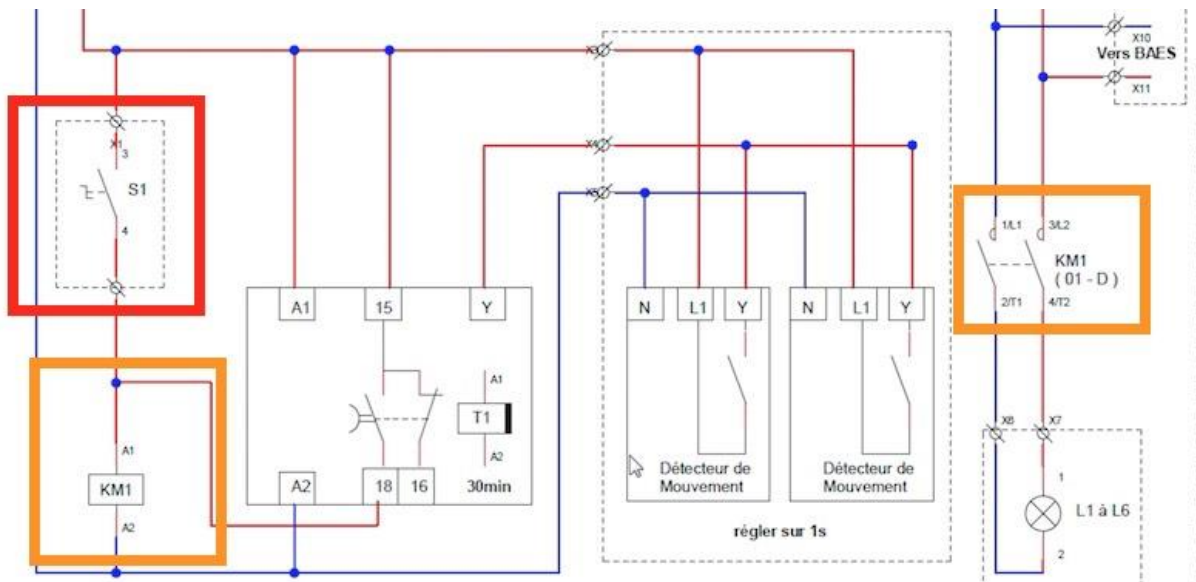 X10
Vers BAES
X11
X3
X1
3
S1
4
X4
X5
1/L1
3/L2
KM1
( 01 - D )
2/T1
4/T2
A1
15
Y
N
L1
Y
N
L1
Y
A1
T1
A2
A1
KM1
A2
A2
18
16
30min
Détecteur de
Mouvement
Détecteur de
Mouvement
régler sur 1s
X6
X7
1
L1 à L6
2